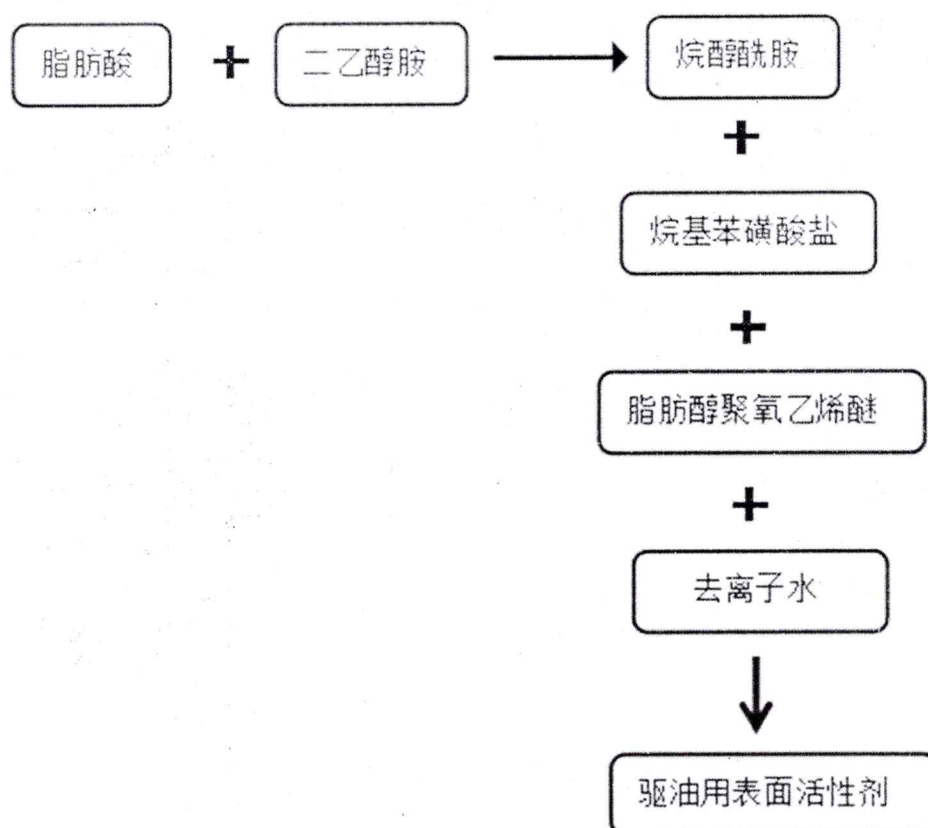 脂肪酸 + 二乙醇胺 烷醇酰胺
+
烷基苯磺酸盐
+
脂肪醇聚氧乙烯醚
+
去离子水
驱油用表面活性剂